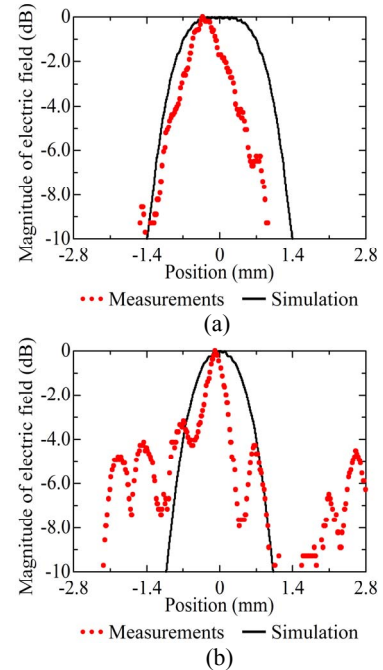 Magnitude of electric field (dB)
0
-2.0
-4.0
-6.0
-8.0
-10
-2.8 -1.4 0 1.4 2.8
Position (mm)
Measurements Simulation
(a)
Magnitude of electric field (dB)
0
-2.0
-4.0
-6.0
-8.0
-10
-2.8 -1.4 0 1.4 2.8
Position (mm)
Measurements Simulation
(b)